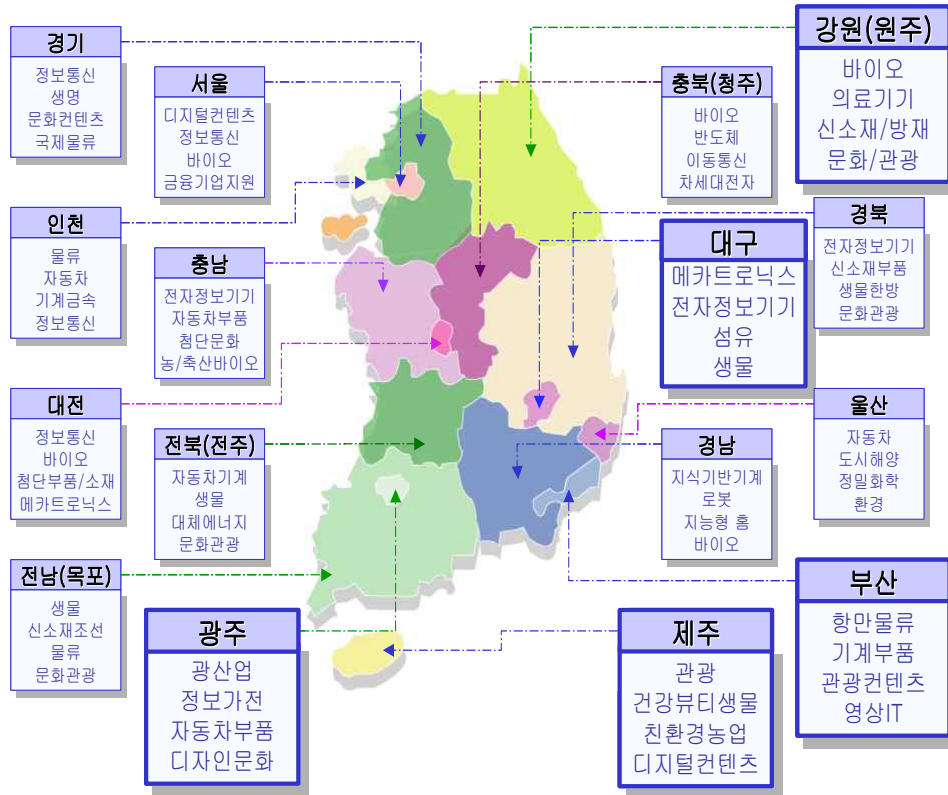 경기
정보통신
생명
문화컨텐츠
국제물류
서울
디지털컨텐츠
정보통신
바이오
금융기업지원
충북(청주)
바이오
반도체
이동통신
차세대전자
강원(원주)
바이오
의료기기
신소재/방재
문화/관광
인천
물류
자동차
기계금속
정보통신
충남
전자정보기기
자동차부품
첨단문화
농/축산바이오
대구
메카트로닉스
전자정보기기
섬유
생물
경북
전자정보기기
신소재부품
생물한방
문화관광
대전
정보통신
바이오
첨단부품/소재
메카트로닉스
전북(전주)
자동차기계
생물
대체에너지
문화관광
경남
지식기반기계
로봇
지능형 홈
바이오
울산
자동차
도시해양
정밀화학
환경
전남(목포)
생물
신소재조선
물류
문화관광
광주
광산업
정보가전
자동차부품
디자인문화
제주
관광
건강뷰티생물
친환경농업
디지털컨텐츠
부산
항만물류
기계부품
관광컨텐츠
영상IT